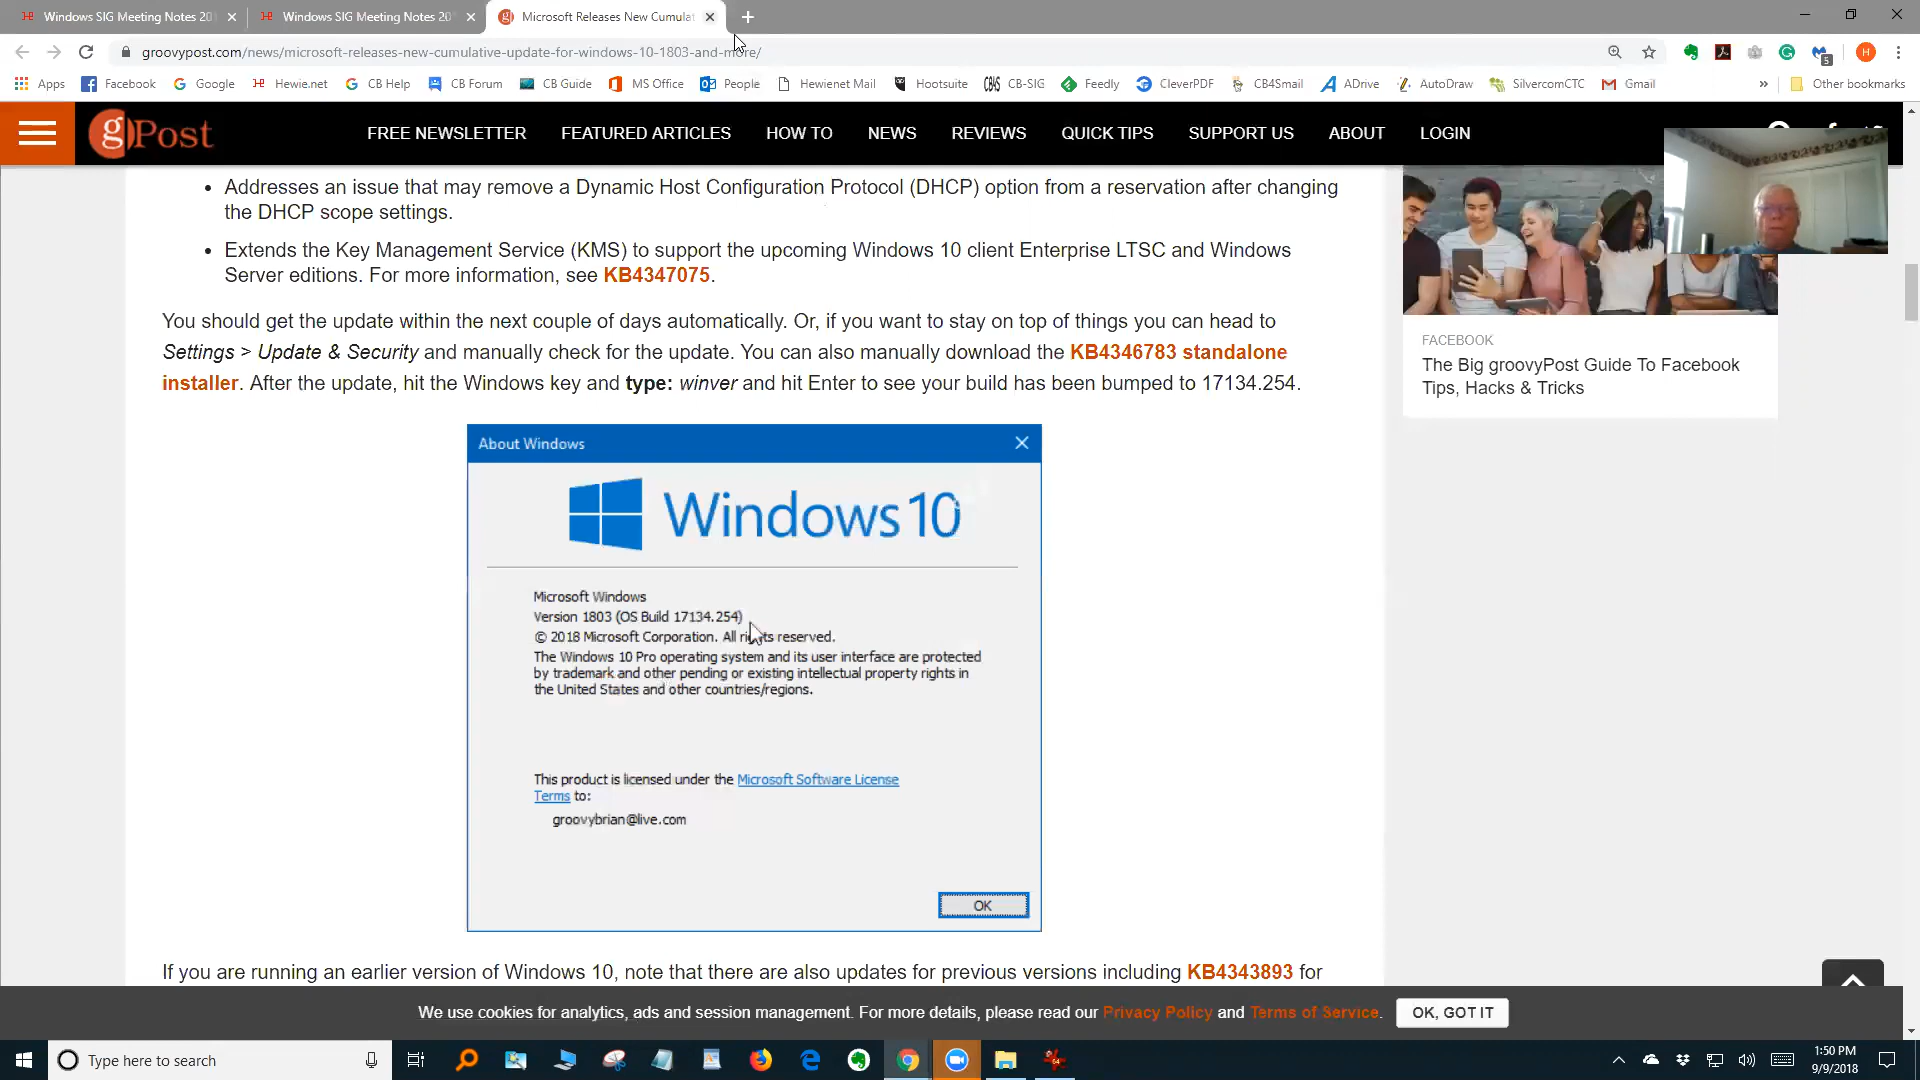 Windows SIG Meeting Notes 20
Windows SIG Meeting Notes 20
Microsoft Releases New Cumulat
groovypost.com/news/microsoft-releases-new-cumulative-update-for-windows-10-1803-and-more/
5
H
Apps
Facebook
Google
Hewie.net
CB Help
CB Forum
CB Guide
MS Office
People
Hewienet Mail
Hootsuite
CB-SIG
Feedly
CleverPDF
CB4Smail
ADrive
AutoDraw
SilvercomCTC
Gmail
»
Other bookmarks
gPost
FREE NEWSLETTER
FEATURED ARTICLES
HOW TO
NEWS
REVIEWS
QUICK TIPS
SUPPORT US
ABOUT
LOGIN
• Addresses an issue that may remove a Dynamic Host Configuration Protocol (DHCP) option from a reservation after changing
the DHCP scope settings.
• Extends the Key Management Service (KMS) to support the upcoming Windows 10 client Enterprise LTSC and Windows
Server editions. For more information, see KB4347075.
You should get the update within the next couple of days automatically. Or, if you want to stay on top of things you can head to
Settings > Update & Security and manually check for the update. You can also manually download the KB4346783 standalone
installer. After the update, hit the Windows key and type: winver and hit Enter to see your build has been bumped to 17134.254.
FACEBOOK
The Big groovyPost Guide To Facebook
Tips, Hacks & Tricks
About Windows
Windows 10
Microsoft Windows
Version 1803 (OS Build 17134.254)
© 2018 Microsoft Corporation. All rights reserved.
The Windows 10 Pro operating system and its user interface are protected
by trademark and other pending or existing intellectual property rights in
the United States and other countries/regions.
This product is licensed under the Microsoft Software License
Terms to:
groovybrian@live.com
OK
If you are running an earlier version of Windows 10, note that there are also updates for previous versions including KB4343893 for
We use cookies for analytics, ads and session management. For more details, please read our Privacy Policy and Terms of Service.
OK, GOT IT
Type here to search
1:50 PM
9/9/2018